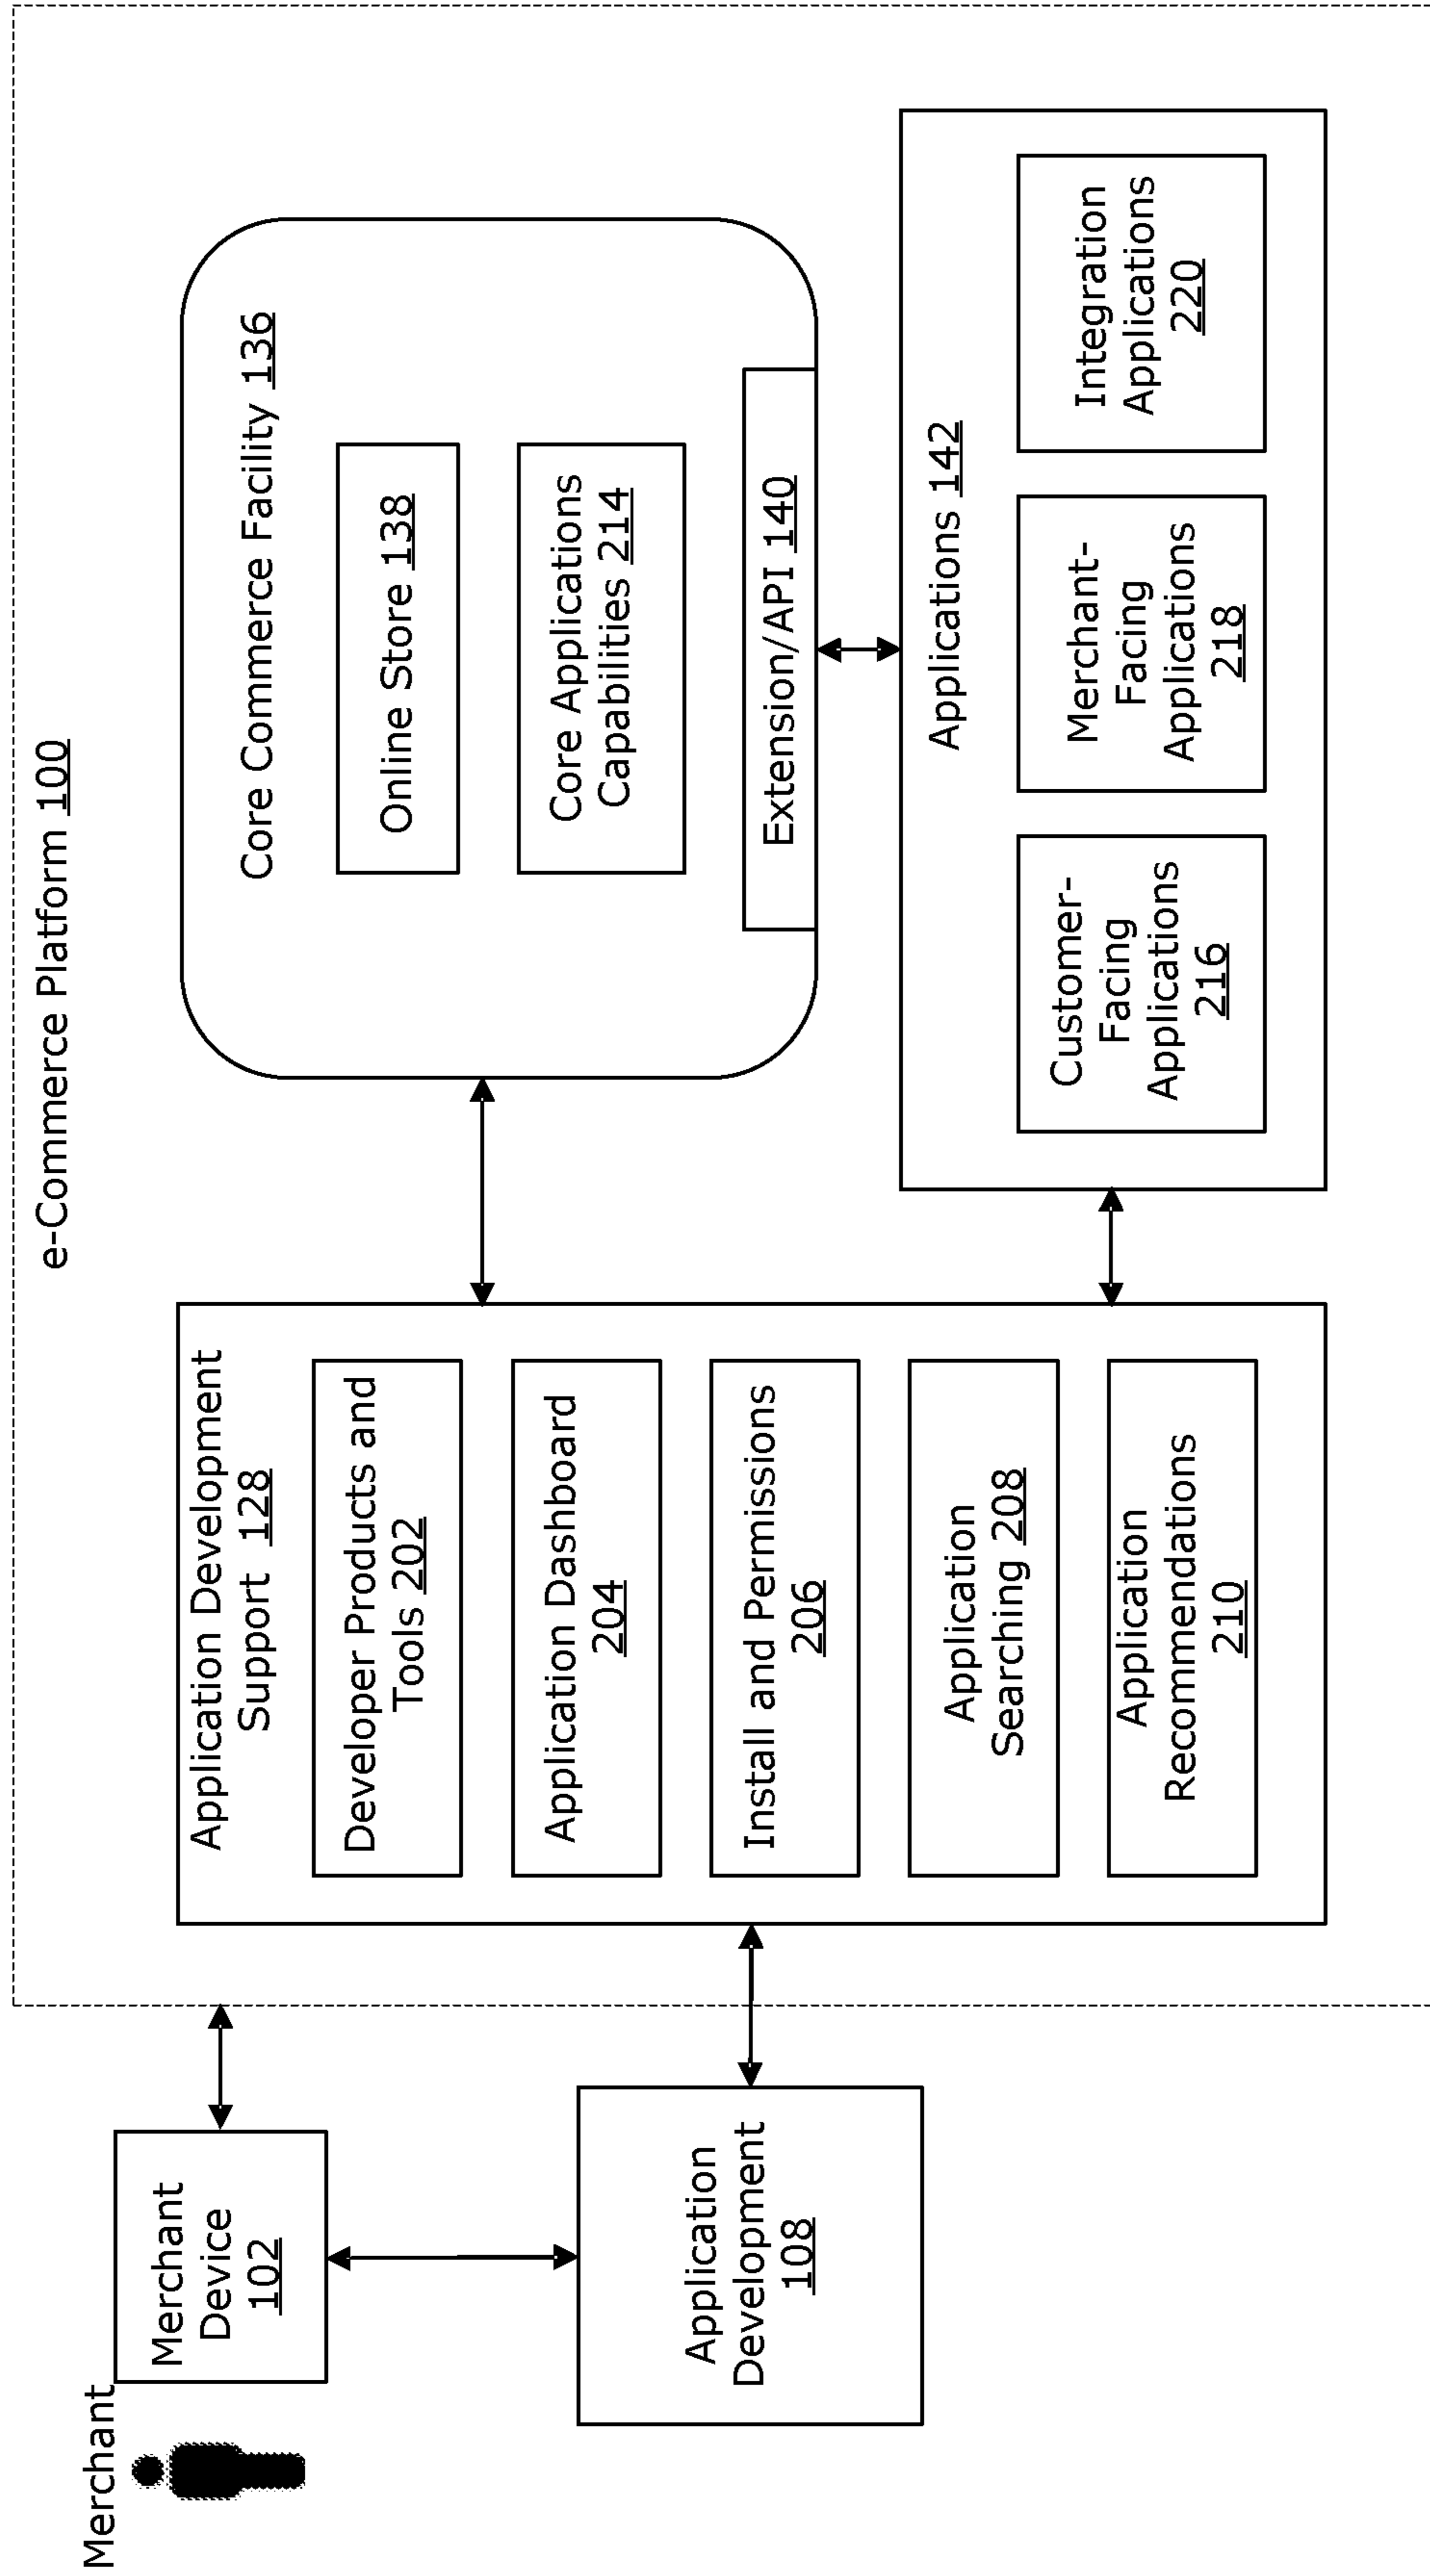 e-Commerce Platform 100
Merchant
Merchant
Device
102
Application
Development
108
Application Development
Support 128
Developer Products and
Tools 202
Application Dashboard
204
Install and Permissions
206
Application
Searching 208
Application
Recommendations
210
Core Commerce Facility 136
Online Store 138
Core Applications
Capabilities 214
Extension/API 140
Applications 142
Customer-
Facing
Applications
216
Merchant-
Facing
Applications
218
Integration
Applications
220